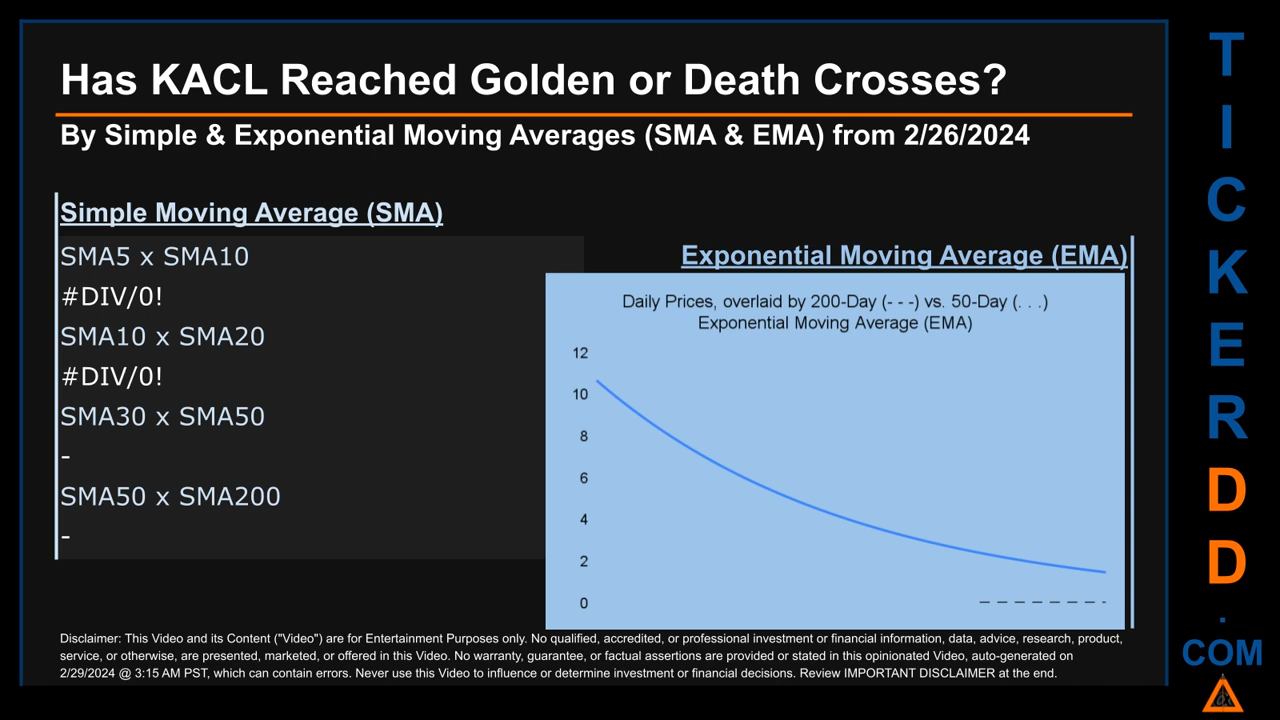 Has KACL Reached Golden or Death Crosses?
By Simple & Exponential Moving Averages (SMA & EMA) from 2/26/2024
Simple Moving Average (SMA)
SMA5 x SMA10
#DIV/0!
SMA10 x SMA20
#DIV/0!
SMA30 x SMA50
-
SMA50 x SMA200
-
Exponential Moving Average (EMA)
Daily Prices, overlaid by 200-Day (- - -) vs. 50-Day (. . .)
Exponential Moving Average (EMA)
12
10
8
6
4
2
0
Disclaimer: This Video and its Content ("Video") are for Entertainment Purposes only. No qualified, accredited, or professional investment or financial information, data, advice, research, product,
service, or otherwise, are presented, marketed, or offered in this Video. No warranty, guarantee, or factual assertions are provided or stated in this opinionated Video, auto-generated on
2/29/2024 @ 3:15 AM PST, which can contain errors. Never use this Video to influence or determine investment or financial decisions. Review IMPORTANT DISCLAIMER at the end.
T
I
C
K
E
R
D
D
.
COM